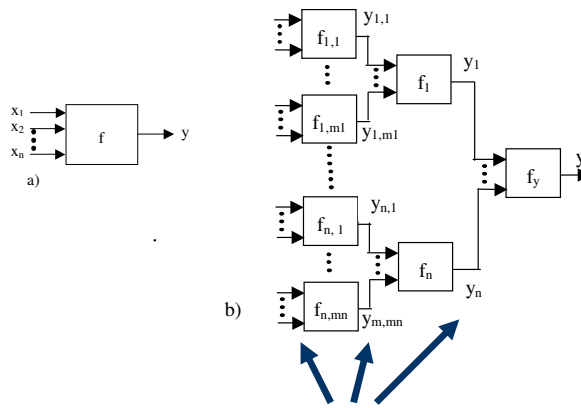 x1
x2
xn
f
y
a)
f1,1
y1,1
f1,m1
y1,m1
f1
y1
fn, 1
yn,1
fn,mn
ym,mn
fn
yn
fy
y
b)